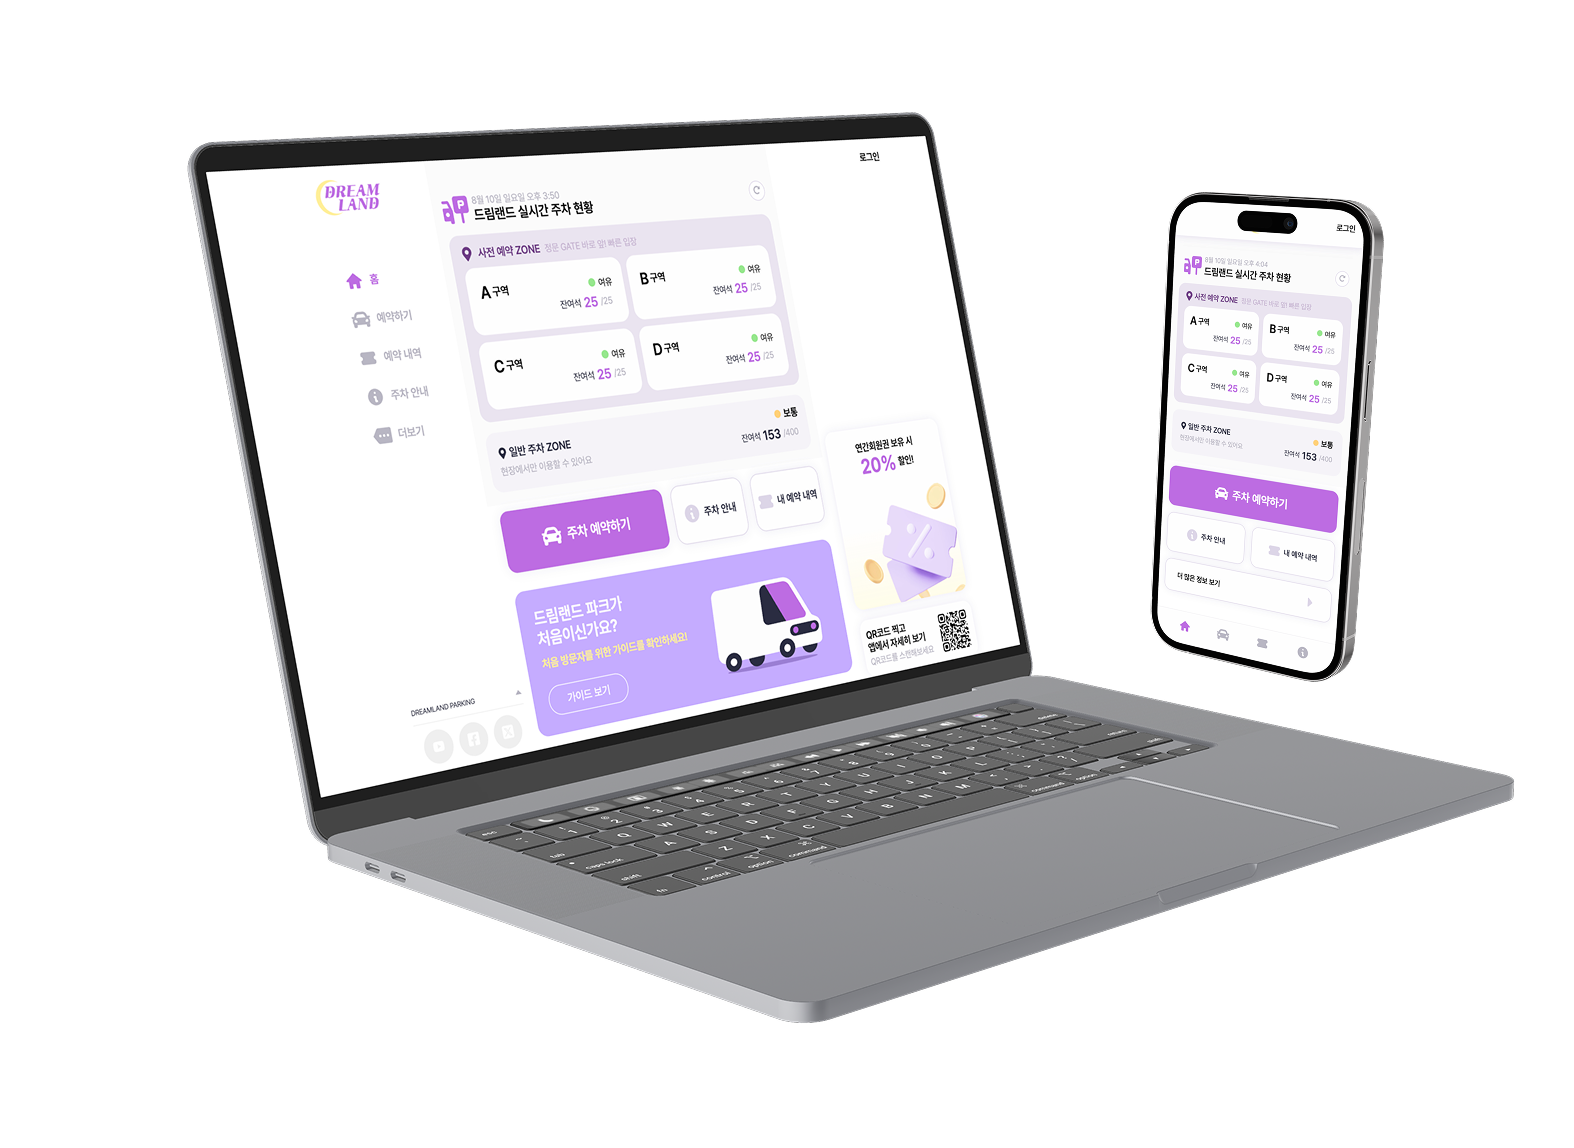 DREAM
LAND
로그인
홈
예약하기
예약 내역
주차 안내
더보기
8월 10일 일요일 오후 3:50
드림랜드 실시간 주차 현황
사전 예약 ZONE 정문 GATE 바로 앞! 빠른 입장
A구역
여유
잔여석 25 /25
B구역
여유
잔여석 25 /25
C구역
여유
잔여석 25 /25
D구역
여유
잔여석 25 /25
일반 주차 ZONE
현장에서만 이용할 수 있어요
보통
잔여석 153 /400
주차 예약하기
주차 안내
내 예약 내역
드림랜드 파크가
처음이신가요?
처음 방문자를 위한 가이드를 확인하세요!
가이드 보기
연간회원권 보유 시
20% 할인!
QR코드 찍고
앱에서 자세히 보기
QR코드를 스캔해보세요
DREAMLAND PARKING
로그인
8월 10일 일요일 오후 4:04
드림랜드 실시간 주차 현황
사전 예약 ZONE 정문 GATE 바로 앞! 빠른 입장
A구역
여유
잔여석 25 /25
B구역
여유
잔여석 25 /25
C구역
여유
잔여석 25 /25
D구역
여유
잔여석 25 /25
일반 주차 ZONE
현장에서만 이용할 수 있어요
보통
잔여석 153 /400
주차 예약하기
주차 안내
내 예약 내역
더 많은 정보 보기
esc
tab
Q W E R T Y U I O P
caps lock
A S D F G H J K L
shift
Z X C V B N M
fn control option command
command option